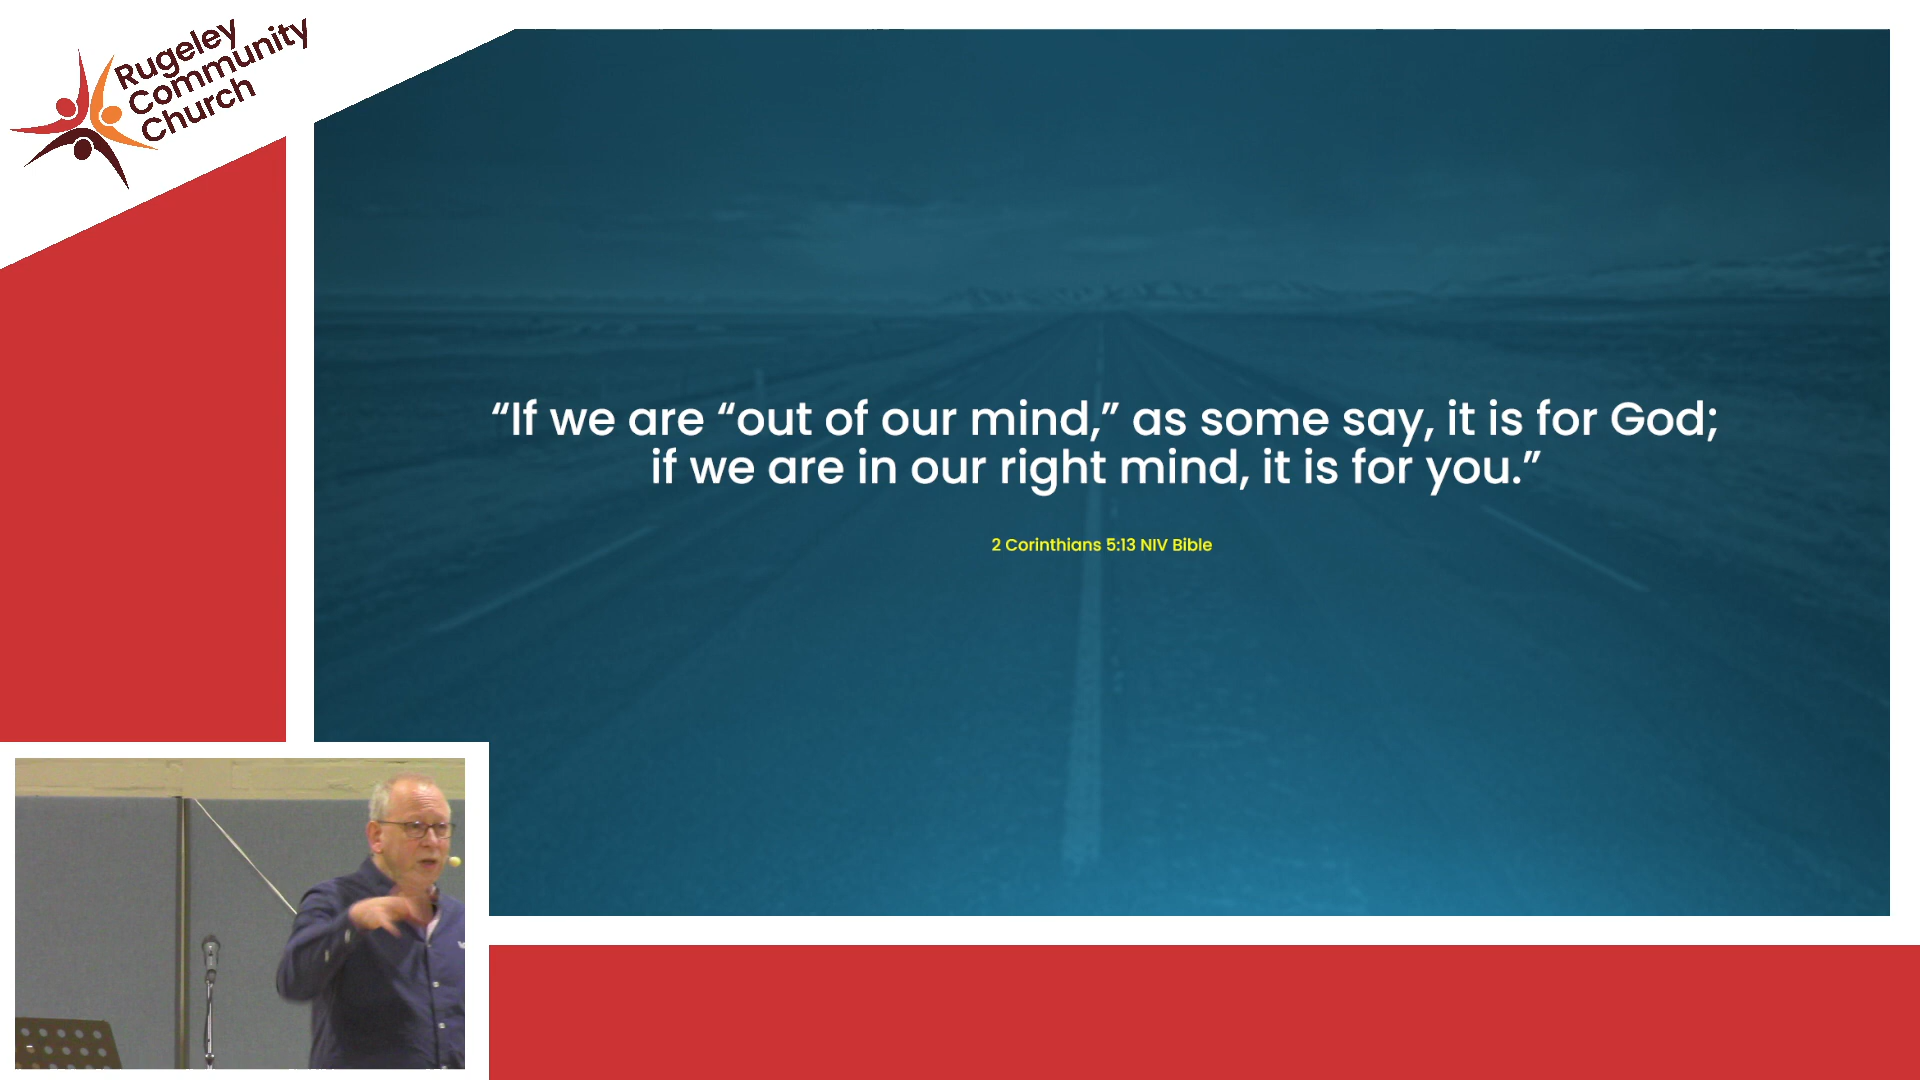 Rugeley
Community
Church
“If we are “out of our mind,” as some say, it is for God;
if we are in our right mind, it is for you.”
2 Corinthians 5:13 NIV Bible